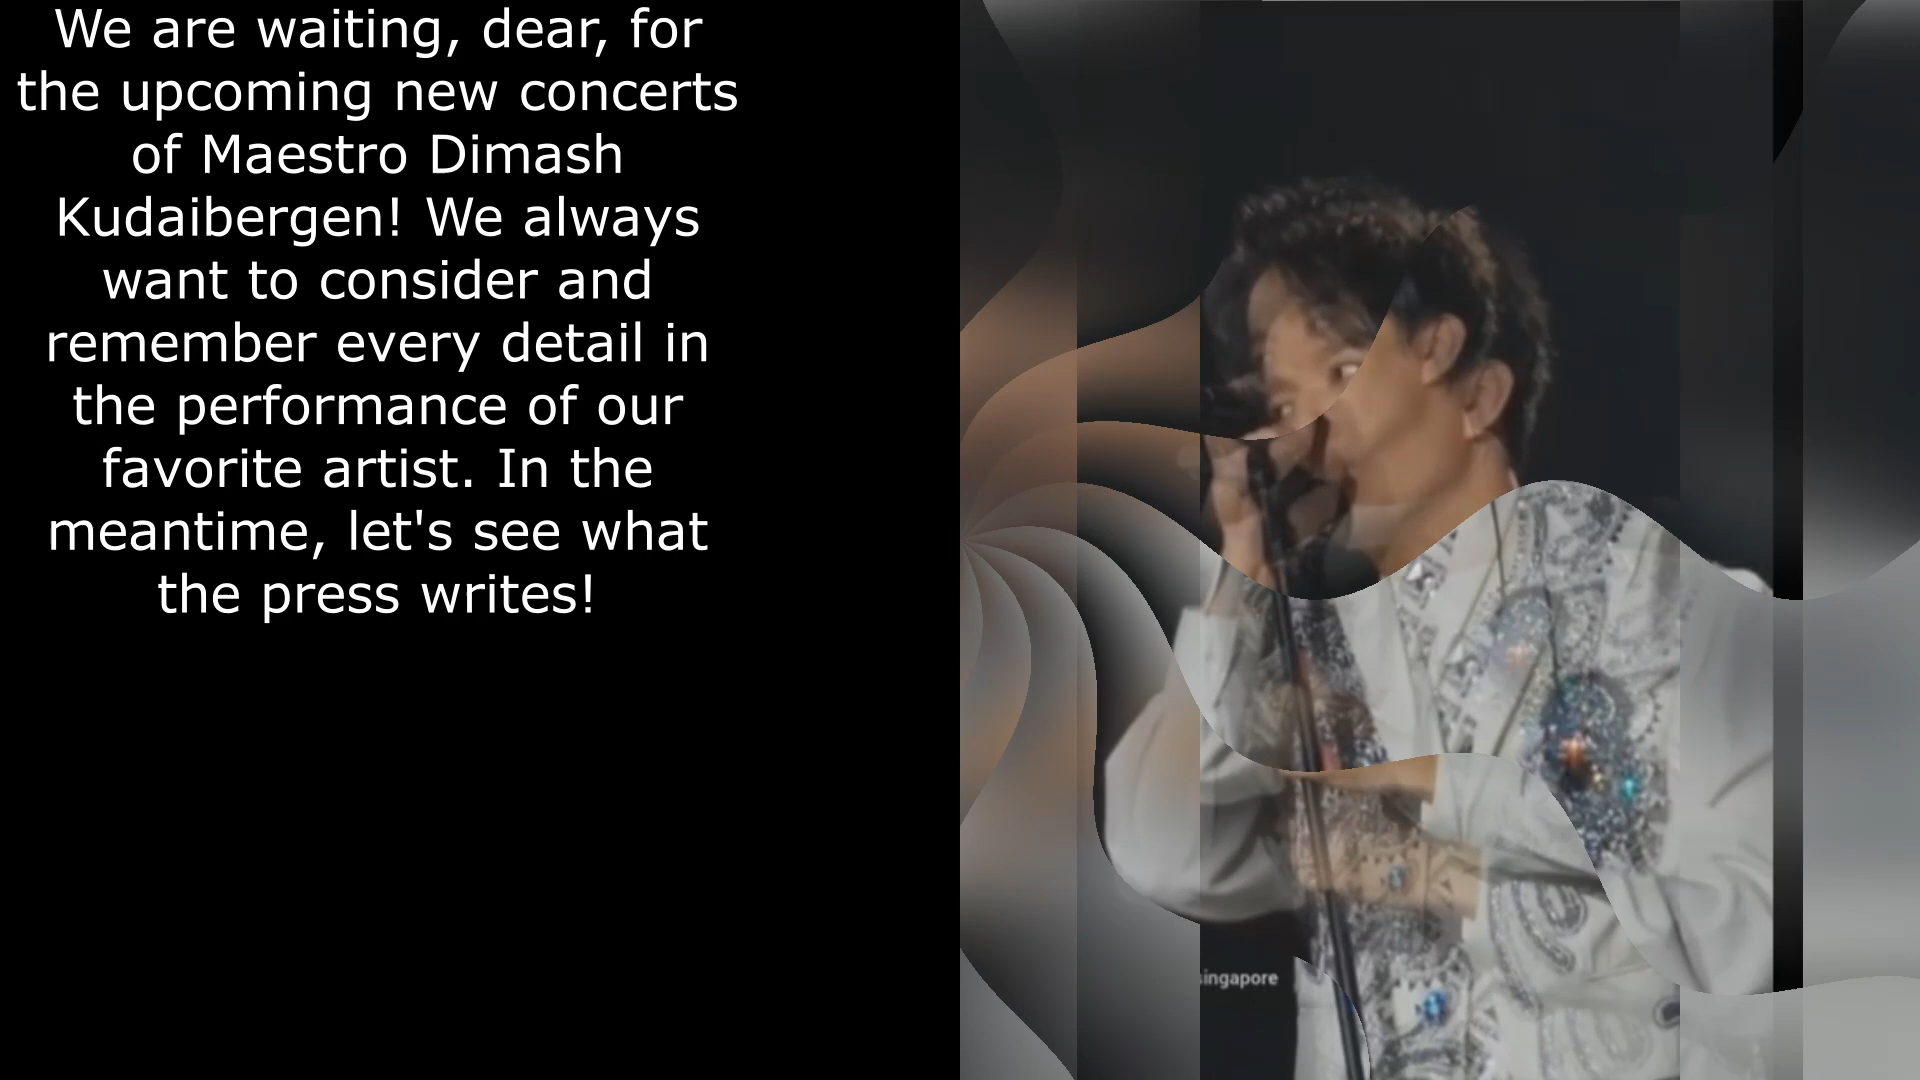 We are waiting, dear, for
the upcoming new concerts
of Maestro Dimash
Kudaibergen! We always
want to consider and
remember every detail in
the performance of our
favorite artist. In the
meantime, let's see what
the press writes!
singapore